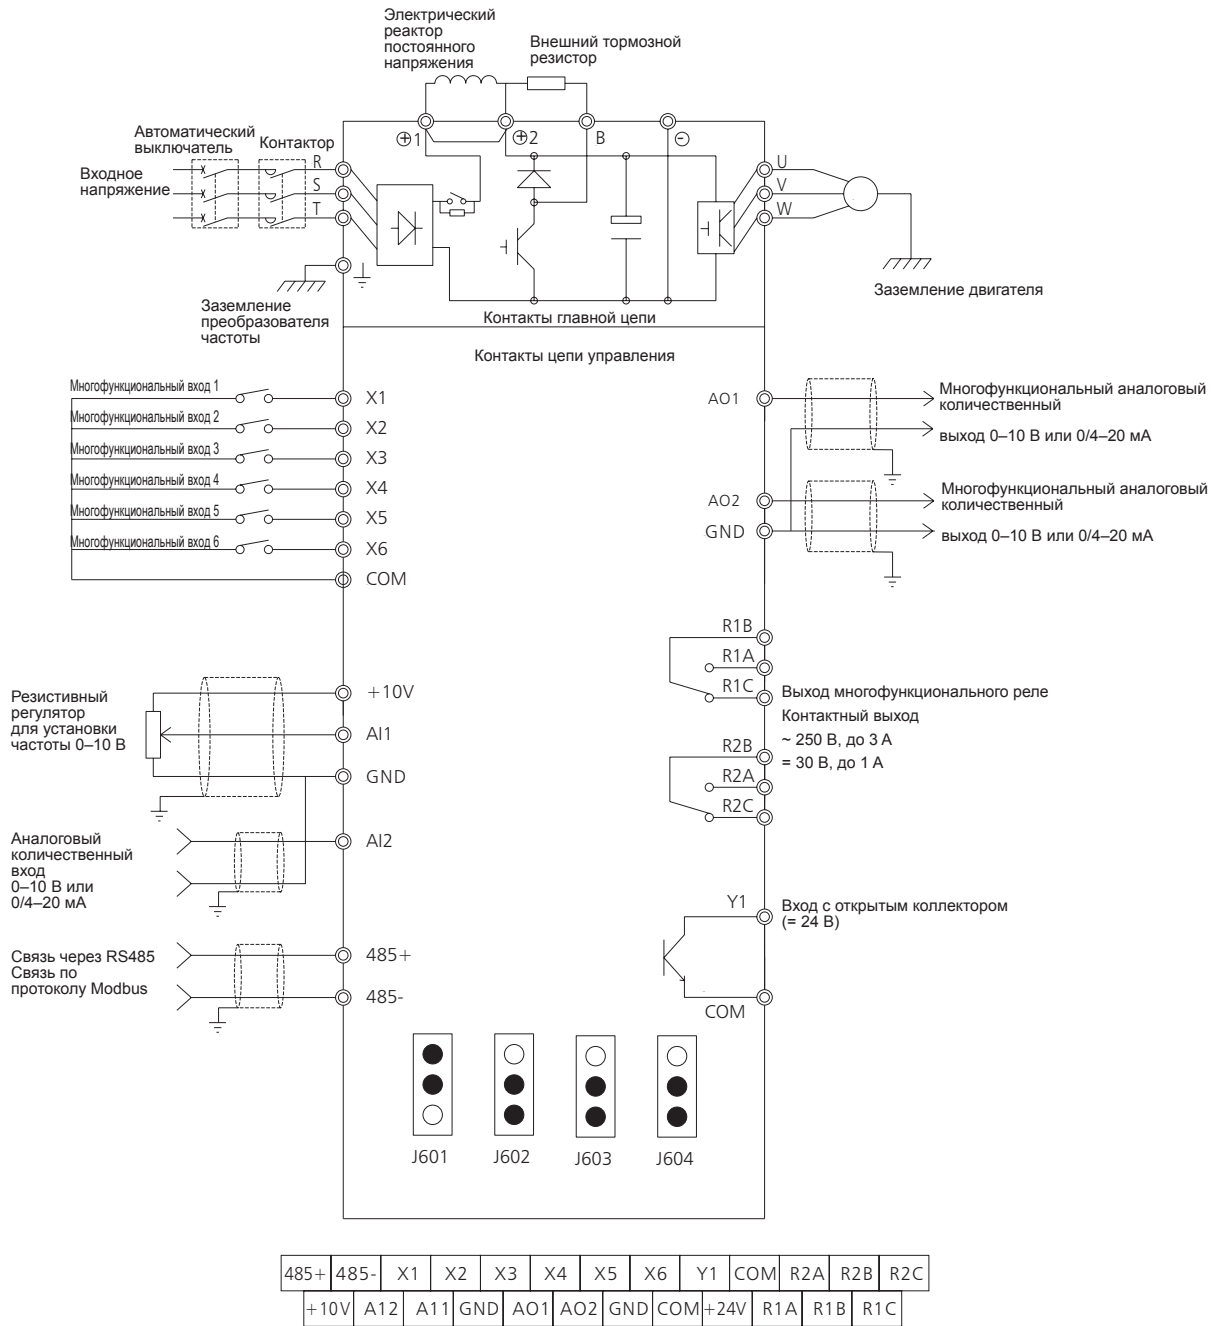 Электрический
реактор
постоянного
напряжения
Внешний тормозной
резистор
Автоматический
выключатель
Контактор
Входное
напряжение
R
S
T
⊕1
⊕2
B
⊖
U
V
W
Заземление
преобразователя
частоты
Заземление двигателя
Контакты главной цепи
Контакты цепи управления
Многофункциональный вход 1
X1
Многофункциональный вход 2
X2
Многофункциональный вход 3
X3
Многофункциональный вход 4
X4
Многофункциональный вход 5
X5
Многофункциональный вход 6
X6
COM
AO1
Многофункциональный аналоговый
количественный
выход 0–10 В или 0/4–20 мА
AO2
GND
Многофункциональный аналоговый
количественный
выход 0–10 В или 0/4–20 мА
Резистивный
регулятор
для установки
частоты 0–10 В
+10V
AI1
GND
Аналоговый
количественный
вход
0–10 В или
0/4–20 мА
AI2
Связь через RS485
Связь по
протоколу Modbus
485+
485-
R1B
R1A
R1C
Выход многофункционального реле
Контактный выход
~ 250 В, до 3 А
= 30 В, до 1 А
R2B
R2A
R2C
Y1
Вход с открытым коллектором
(= 24 В)
COM
J601
J602
J603
J604
485+ 485- X1 X2 X3 X4 X5 X6 Y1 COM R2A R2B R2C
+10V A12 A11 GND AO1 AO2 GND COM +24V R1A R1B R1C